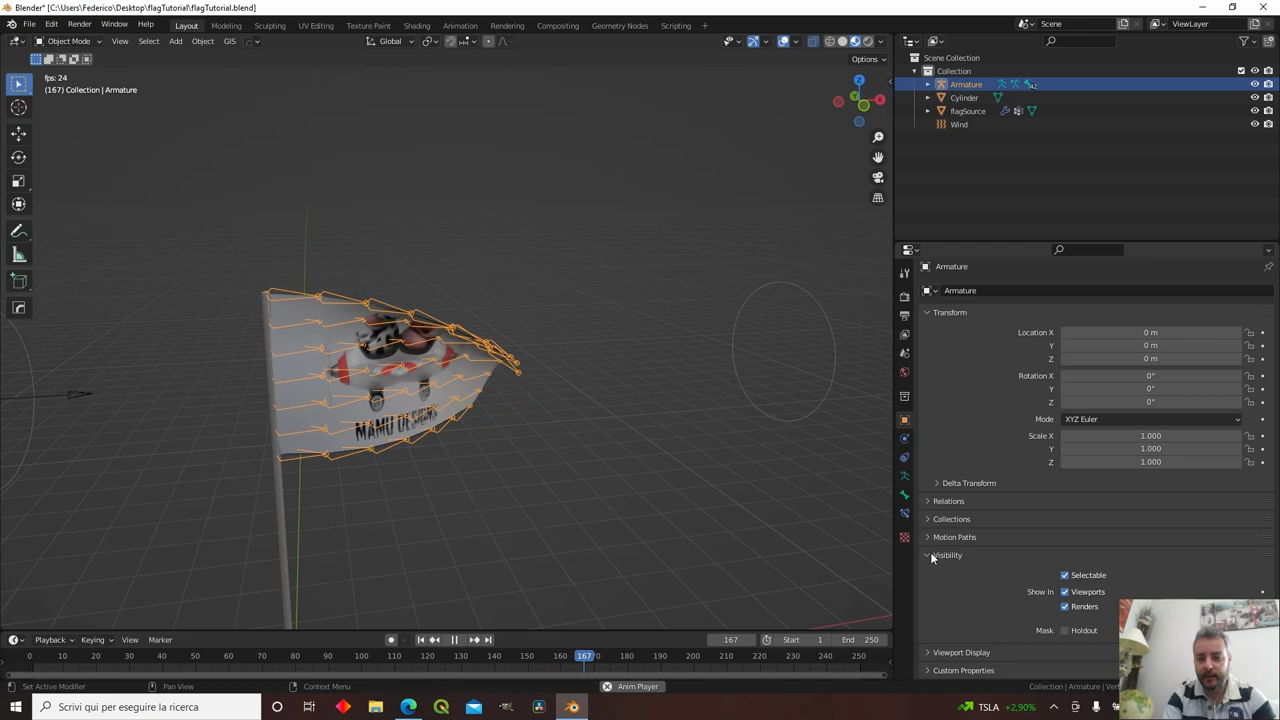 Blender* [C:\Users\Federico\Desktop\flagTutorial\flagTutorial.blend]
File Edit Render Window Help Layout Modeling Sculpting UV Editing Texture Paint Shading Animation Rendering Compositing Geometry Nodes Scripting + Scene ViewLayer
Object Mode View Select Add Object GIS Global
Options
fps: 24
(167) Collection | Armature
X
Y
Z
MAMU DESIGN
Scene Collection
Collection
Armature 42
Cylinder
flagSource
Wind
Armature
Armature
Transform
Location X 0 m
Y 0 m
Z 0 m
Rotation X 0°
Y 0°
Z 0°
Mode XYZ Euler
Scale X 1.000
Y 1.000
Z 1.000
Delta Transform
Relations
Collections
Motion Paths
Visibility
Selectable
Show In Viewports
Renders
Mask Holdout
Viewport Display
Custom Properties
Playback Keying View Marker 167 Start 1 End 250
0 10 20 30 40 50 60 70 80 90 100 110 120 130 140 150 160 167 170 180 190 200 210 220 230 240 250
Set Active Modifier Pan View Context Menu Anim Player Collection | Armature | Ver
Scrivi qui per eseguire la ricerca TSLA +2,90%